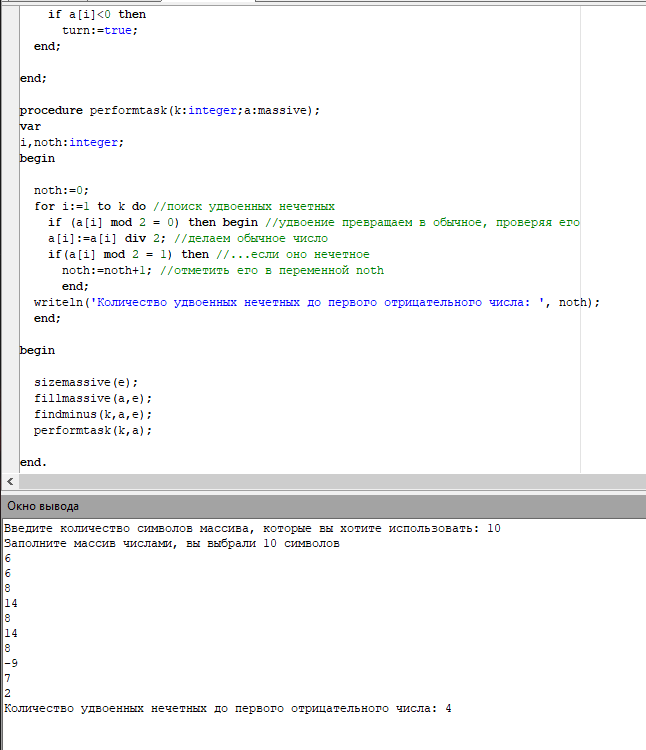 if a[i]<0 then
turn:=true;
end;
end;
procedure performtask(k:integer;a:massive);
var
i,noth:integer;
begin
noth:=0;
for i:=1 to k do //поиск удвоенных нечетных
if (a[i] mod 2 = 0) then begin //удвоение превращаем в обычное, проверяя его
a[i]:=a[i] div 2; //делаем обычное число
if(a[i] mod 2 = 1) then //...если оно нечетное
noth:=noth+1; //отметить его в переменной noth
end;
writeln('Количество удвоенных нечетных до первого отрицательного числа: ', noth);
end;
begin
sizemassive(e);
fillmassive(a,e);
findminus(k,a,e);
performtask(k,a);
end.
Окно вывода
Введите количество символов массива, которые вы хотите использовать: 10
Заполните массив числами, вы выбрали 10 символов
6
6
8
14
8
14
8
-9
7
2
Количество удвоенных нечетных до первого отрицательного числа: 4